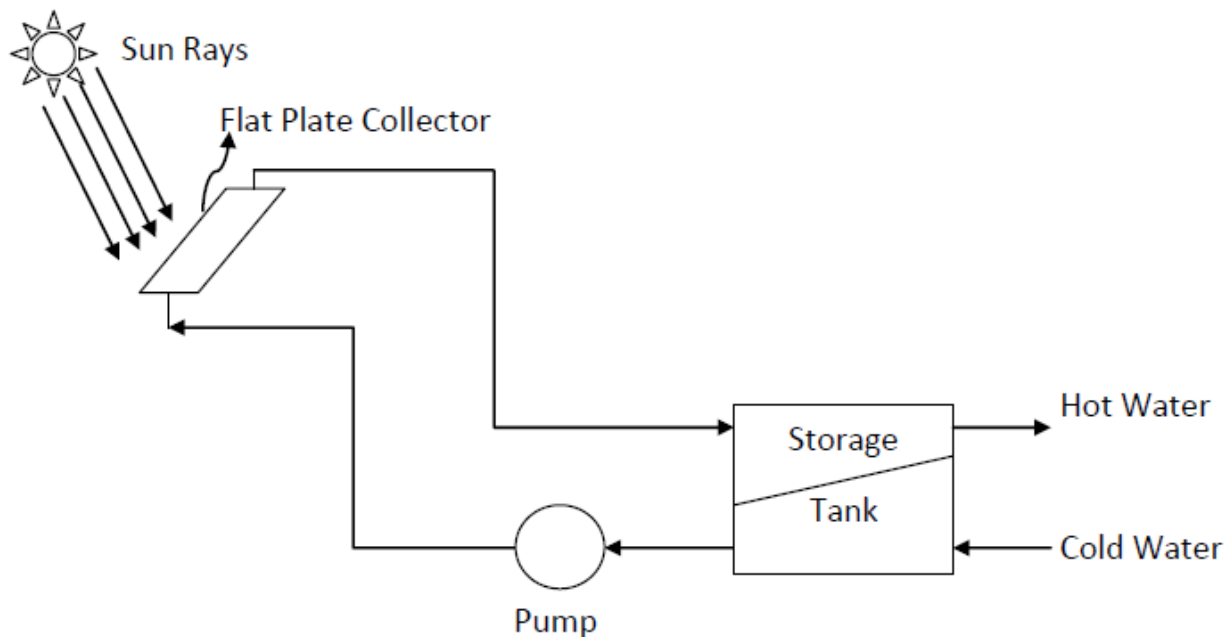 Sun Rays
Flat Plate Collector
Hot Water
Storage
Tank
Cold Water
Pump